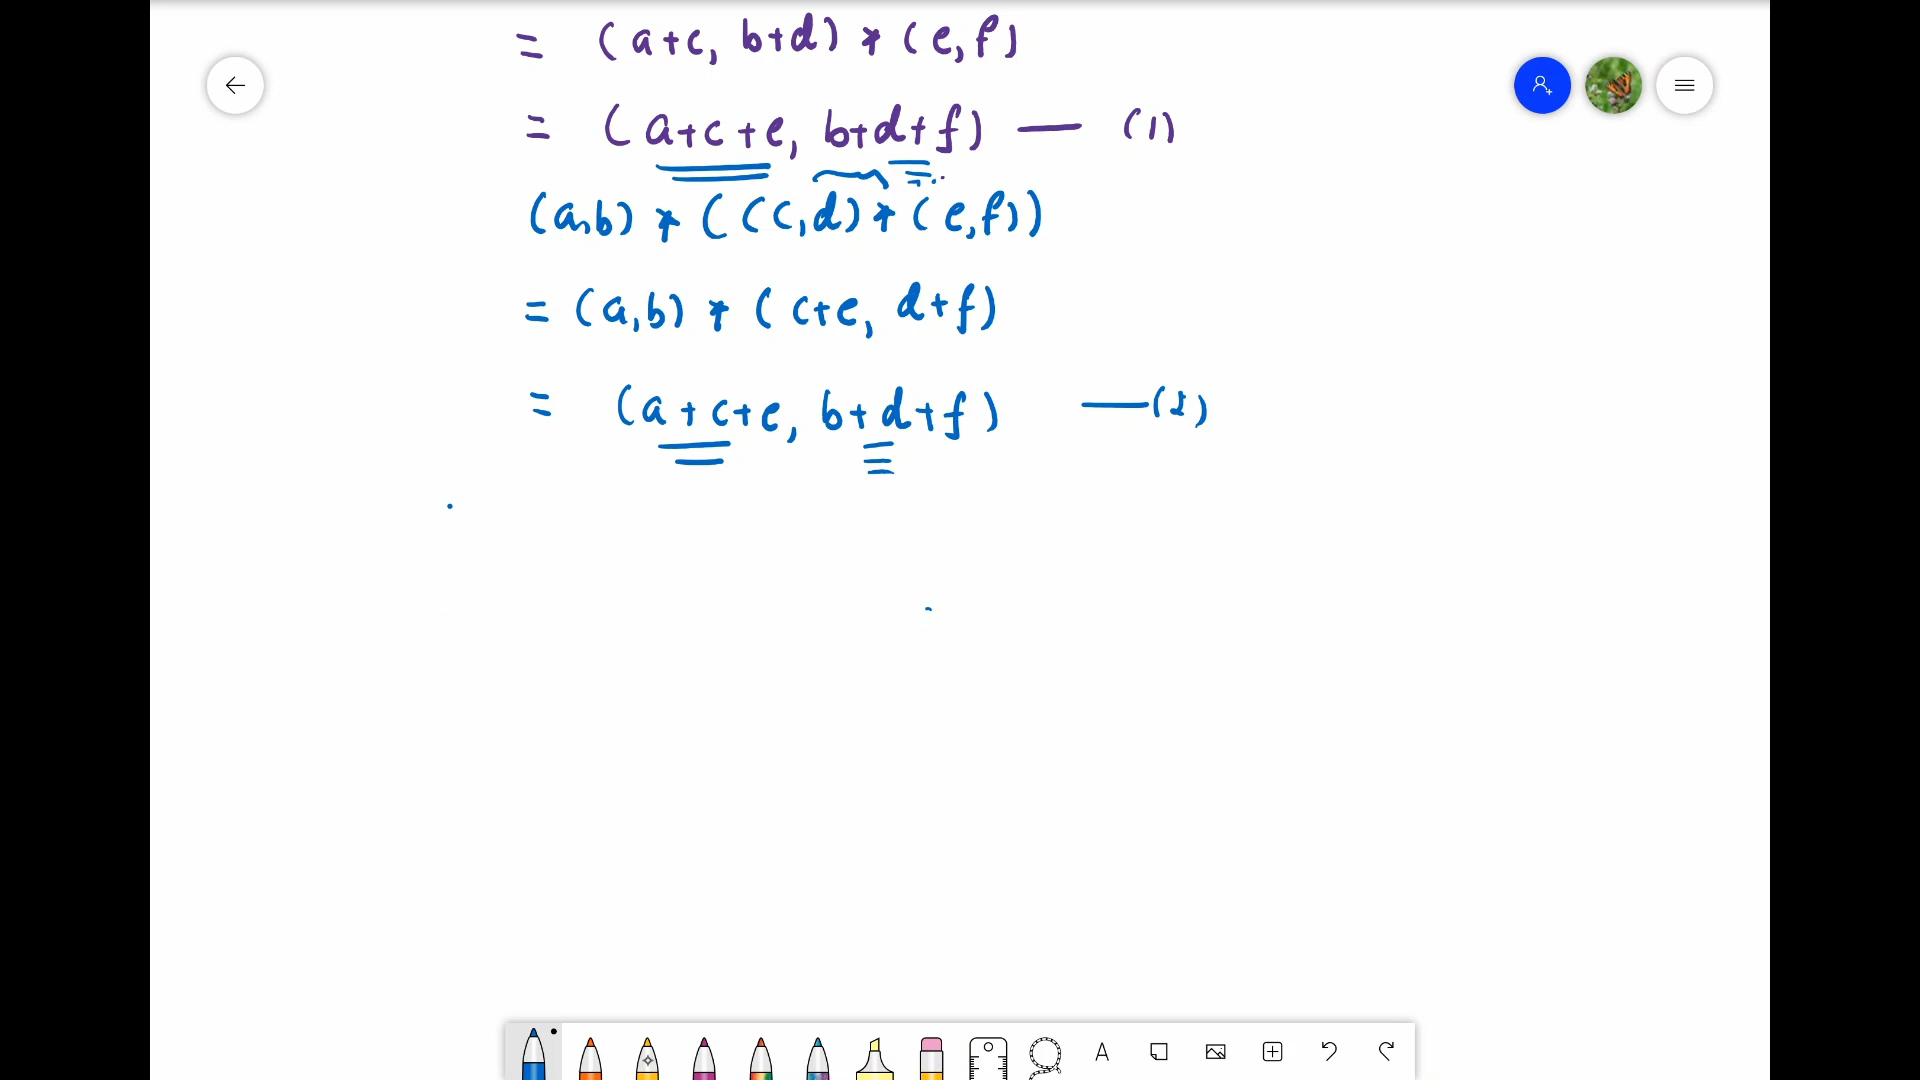 = (a+c, b+d) * (e,f)
= (a+c+e, b+d+f) — (1)
(a,b) * (((c,d) * (e,f))
= (a,b) * (c+e, d+f)
= (a+c+e, b+d+f) —(2)
A